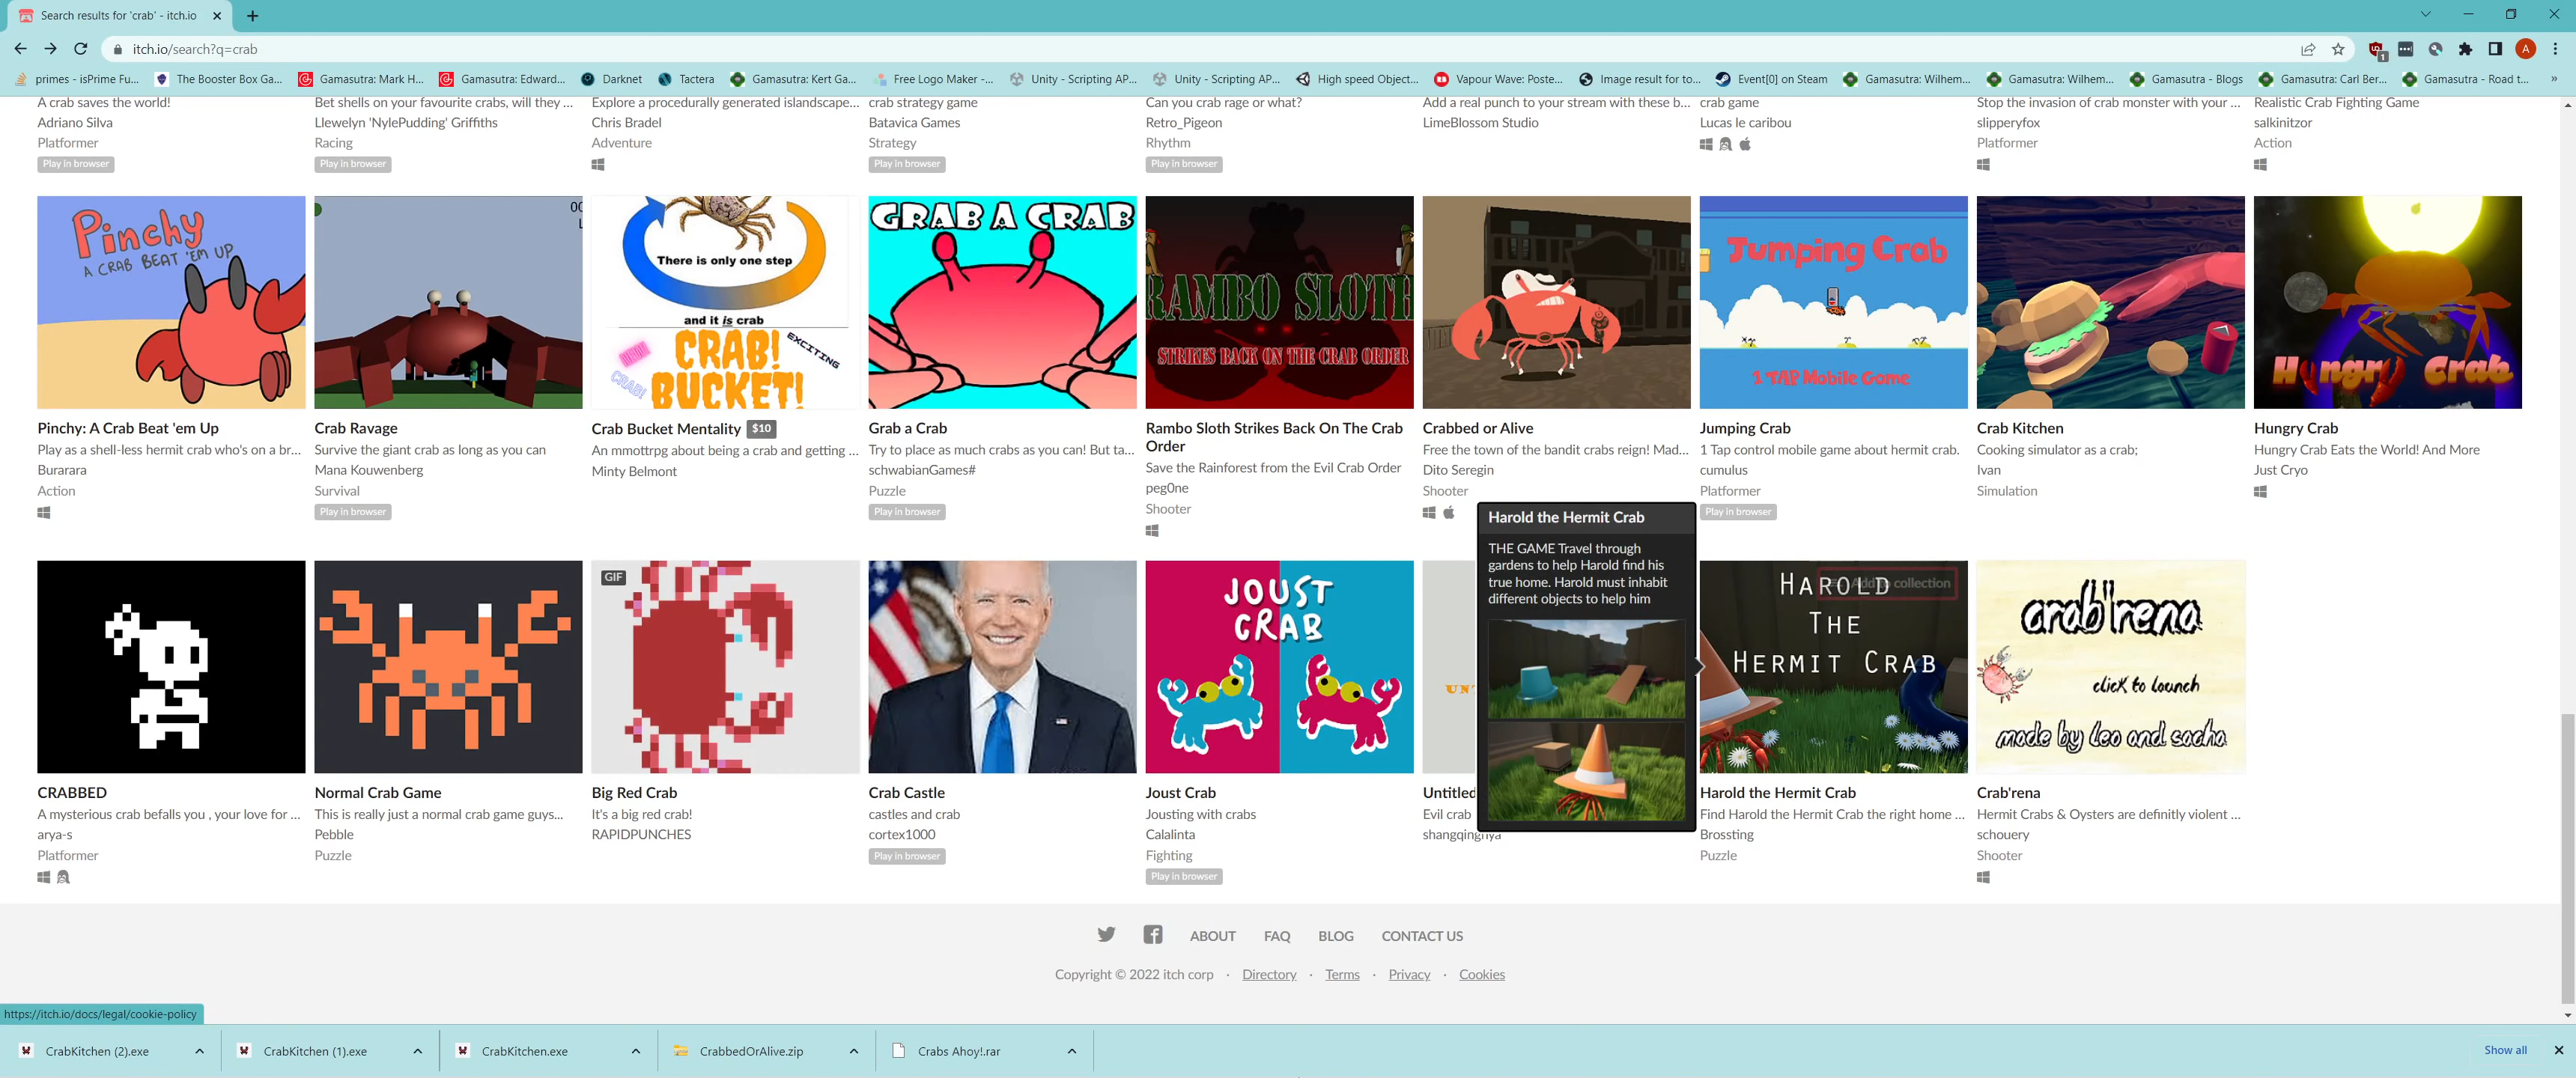 Search results for 'crab' - itch.io
itch.io/search?q=crab
primes - isPrime Fu...
The Booster Box Ga...
Gamasutra: Mark H...
Gamasutra: Edward...
Darknet
Tactera
Gamasutra: Kert Ga...
Free Logo Maker -...
Unity - Scripting AP...
Unity - Scripting AP...
High speed Object...
Vapour Wave: Poste...
Image result for to...
Event[0] on Steam
Gamasutra: Wilhem...
Gamasutra: Wilhem...
Gamasutra - Blogs
Gamasutra: Carl Ber...
Gamasutra - Road t...
A crab saves the world!
Adriano Silva
Platformer
Play in browser
Bet shells on your favourite crabs, will they ...
Llewelyn 'NylePudding' Griffiths
Racing
Play in browser
Explore a procedurally generated islandscape...
Chris Bradel
Adventure
crab strategy game
Batavica Games
Strategy
Play in browser
Can you crab rage or what?
Retro_Pigeon
Rhythm
Play in browser
Add a real punch to your stream with these b...
LimeBlossom Studio
crab game
Lucas le caribou
Stop the invasion of crab monster with your ...
slipperyfox
Platformer
Realistic Crab Fighting Game
salkinitzor
Action
Pinchy
A CRAB BEAT 'EM UP
Pinchy: A Crab Beat 'em Up
Play as a shell-less hermit crab who's on a br...
Burarara
Action
00
L
Crab Ravage
Survive the giant crab as long as you can
Mana Kouwenberg
Survival
Play in browser
There is only one step
and it is crab
EXCITING
CRAB!
CRAB!
BUCKET!
Crab Bucket Mentality $10
An mmottrpg about being a crab and getting ...
Minty Belmont
GRAB A CRAB
Grab a Crab
Try to place as much crabs as you can! But ta...
schwabianGames#
Puzzle
Play in browser
RAMBO SLOTH
STRIKES BACK ON THE CRAB ORDER
Rambo Sloth Strikes Back On The Crab
Order
Save the Rainforest from the Evil Crab Order
peg0ne
Shooter
Crabbed or Alive
Free the town of the bandit crabs reign! Mad...
Dito Seregin
Shooter
Jumping Crab
1 TAP Mobile Game
Jumping Crab
1 Tap control mobile game about hermit crab.
cumulus
Platformer
Play in browser
Crab Kitchen
Cooking simulator as a crab;
Ivan
Simulation
Hungry Crab
Hungry Crab
Hungry Crab Eats the World! And More
Just Cryo
CRABBED
A mysterious crab befalls you , your love for ...
arya-s
Platformer
Normal Crab Game
This is really just a normal crab game guys...
Pebble
Puzzle
GIF
Big Red Crab
It's a big red crab!
RAPIDPUNCHES
Crab Castle
castles and crab
cortex1000
Play in browser
JOUST
CRAB
Joust Crab
Jousting with crabs
Calalinta
Fighting
Play in browser
UNT
Untitled
Evil crab
shangqingnya
Harold the Hermit Crab
THE GAME Travel through
gardens to help Harold find his
true home. Harold must inhabit
different objects to help him
Add to collection
HAROLD
THE
HERMIT CRAB
Harold the Hermit Crab
Find Harold the Hermit Crab the right home ...
Brossting
Puzzle
crab'rena
click to launch
made by leo and sacha
Crab'rena
Hermit Crabs & Oysters are definitly violent ...
schouery
Shooter
ABOUT
FAQ
BLOG
CONTACT US
Copyright © 2022 itch corp · Directory · Terms · Privacy · Cookies
https://itch.io/docs/legal/cookie-policy
CrabKitchen (2).exe
CrabKitchen (1).exe
CrabKitchen.exe
CrabbedOrAlive.zip
Crabs Ahoy!.rar
Show all